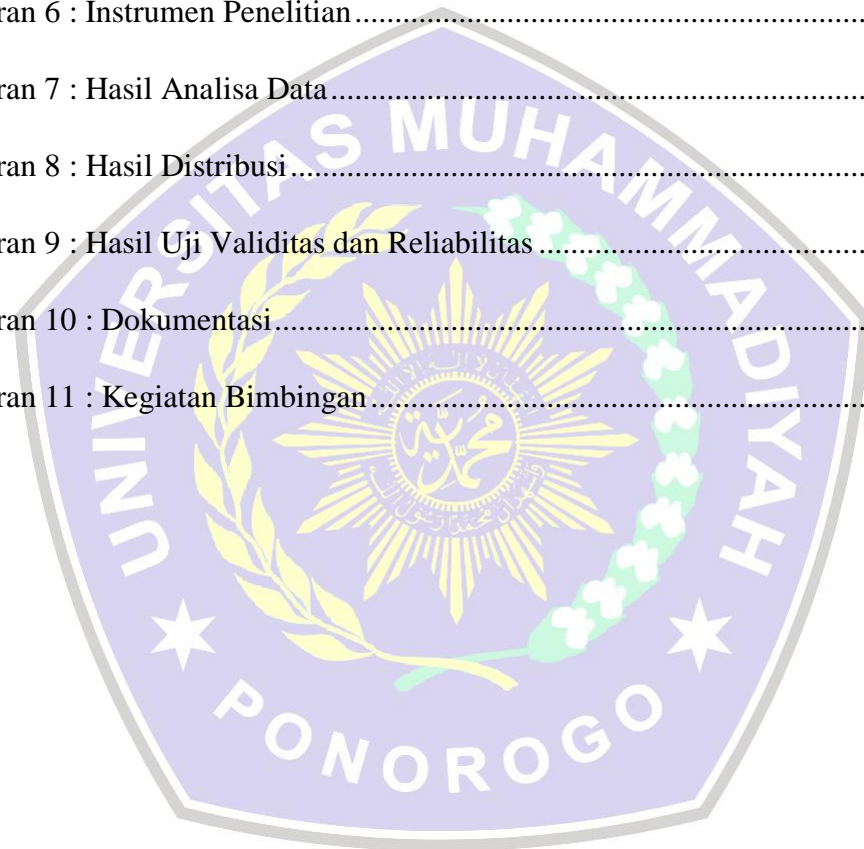 ran 6 : Instrumen Penelitian
ran 7 : Hasil Analisa Data
ran 8 : Hasil Distribusi
ran 9 : Hasil Uji Validitas dan Reliabilitas
ran 10 : Dokumentasi
ran 11 : Kegiatan Bimbingan
UNIVERSITAS MUHAMMADIYAH
PONOROGO
محمدية